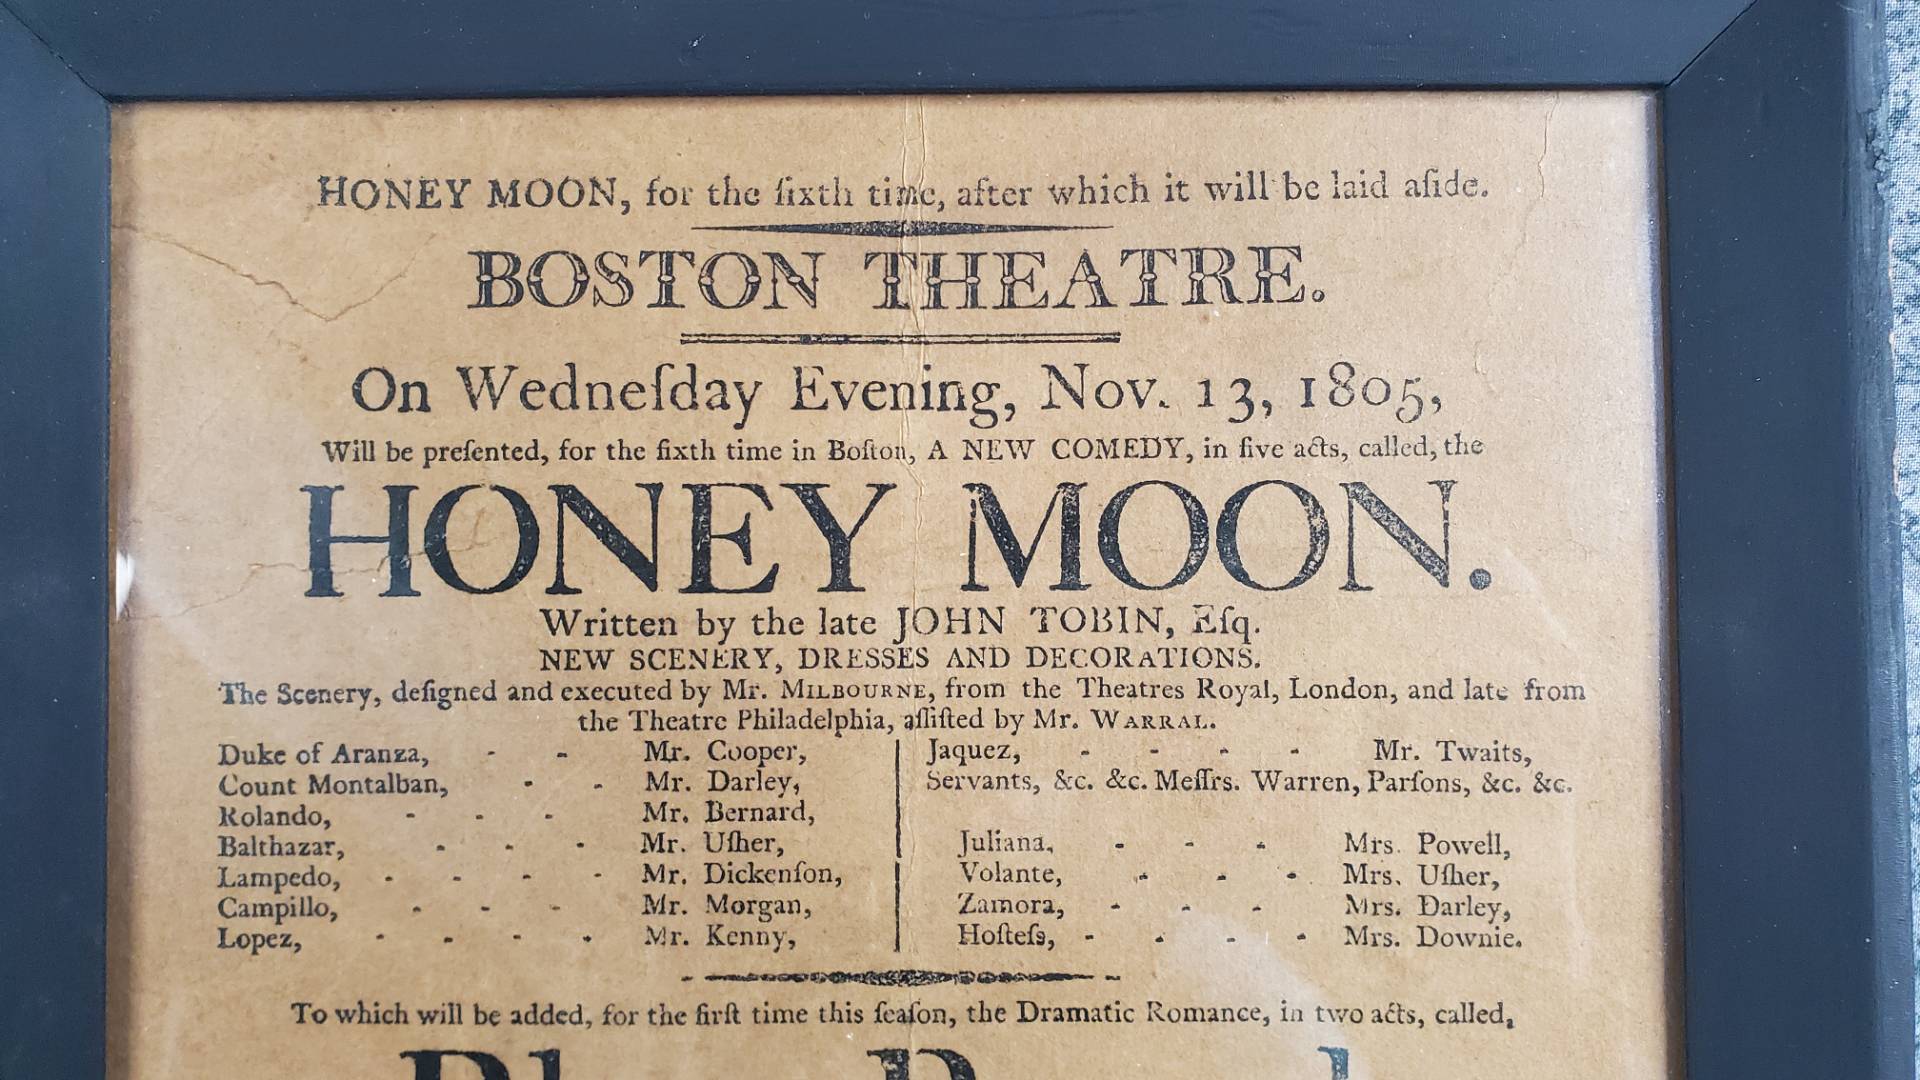 HONEY MOON, for the ſixth time, after which it will be laid aſide.
BOSTON THEATRE.
On Wedneſday Evening, Nov. 13, 1805,
Will be preſented, for the ſixth time in Boſton, A NEW COMEDY, in five acts, called, the
HONEY MOON.
Written by the late JOHN TOBIN, Eſq.
NEW SCENERY, DRESSES AND DECORATIONS.
The Scenery, deſigned and executed by Mr. MILBOURNE, from the Theatres Royal, London, and late from
the Theatre Philadelphia, aſſiſted by Mr. WARRAL.
Duke of Aranza, - - Mr. Cooper,
Count Montalban, - - Mr. Darley,
Rolando, - - - Mr. Bernard,
Balthazar, - - - Mr. Uſher,
Lampedo, - - - - Mr. Dickenſon,
Campillo, - - - Mr. Morgan,
Lopez, - - - - Mr. Kenny,
Jaquez, - - - - Mr. Twaits,
Servants, &c. &c. Meſſrs. Warren, Parſons, &c. &c.
Juliana, - - - Mrs. Powell,
Volante, - - - Mrs. Uſher,
Zamora, - - - Mrs. Darley,
Hoſteſs, - - - - Mrs. Downie.
To which will be added, for the firſt time this ſeaſon, the Dramatic Romance, in two acts, called,